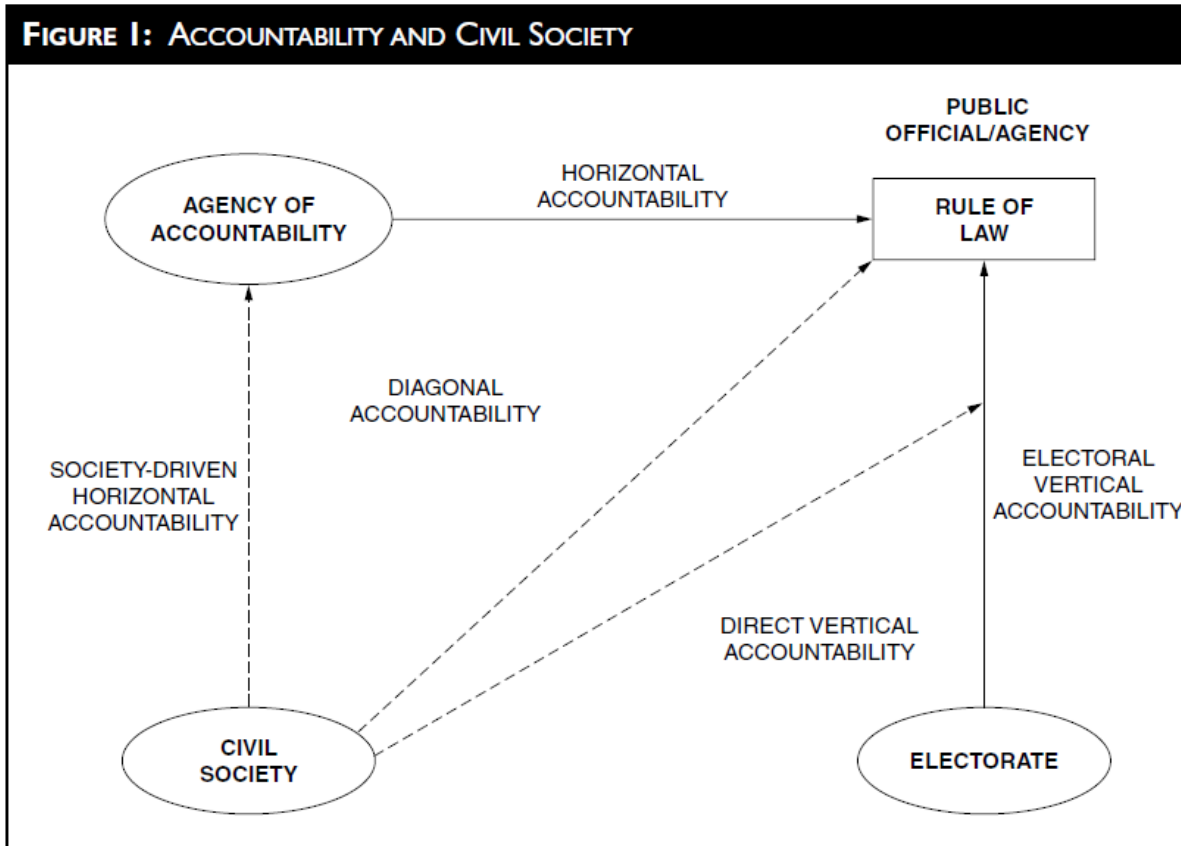 FIGURE 1: ACCOUNTABILITY AND CIVIL SOCIETY
PUBLIC
OFFICIAL/AGENCY
HORIZONTAL
ACCOUNTABILITY
AGENCY OF
ACCOUNTABILITY
RULE OF
LAW
DIAGONAL
ACCOUNTABILITY
SOCIETY-DRIVEN
HORIZONTAL
ACCOUNTABILITY
ELECTORAL
VERTICAL
ACCOUNTABILITY
DIRECT VERTICAL
ACCOUNTABILITY
CIVIL
SOCIETY
ELECTORATE